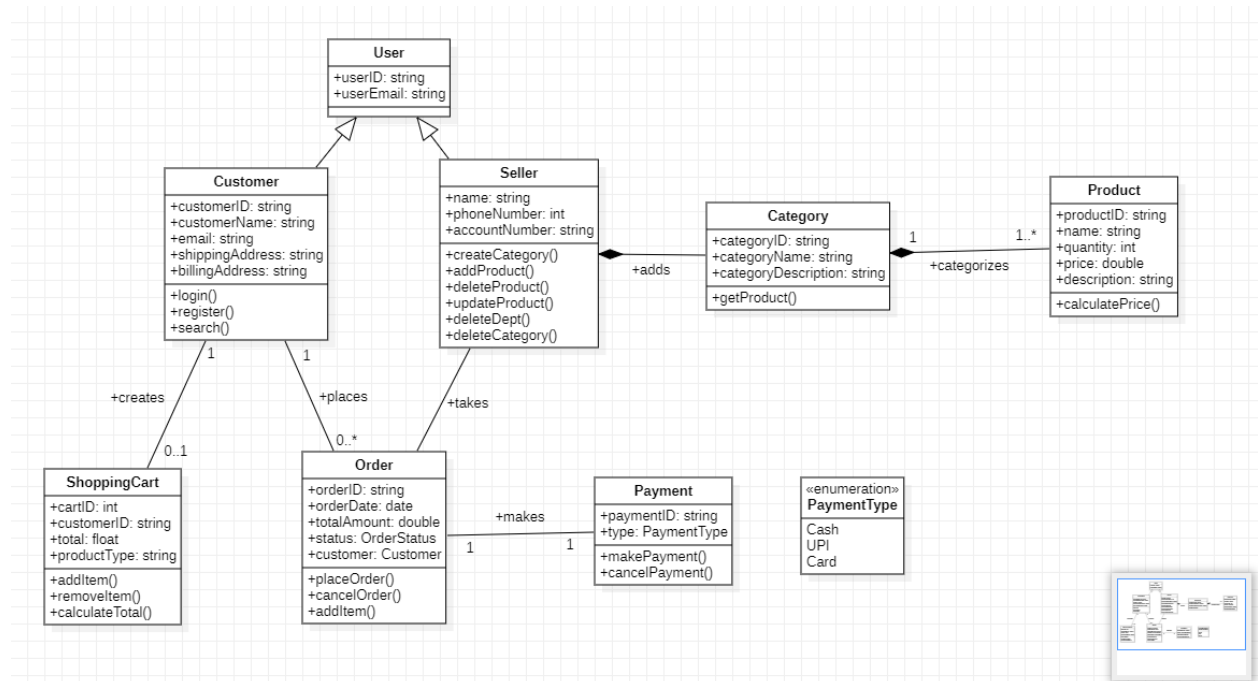 User
+userID: string
+userEmail: string
Customer
+customerID: string
+customerName: string
+email: string
+shippingAddress: string
+billingAddress: string
+login()
+register()
+search()
Seller
+name: string
+phoneNumber: int
+accountNumber: string
+createCategory()
+addProduct()
+deleteProduct()
+updateProduct()
+deleteDept()
+deleteCategory()
+adds
Category
+categoryID: string
+categoryName: string
+categoryDescription: string
+getProduct()
1
1..*
+categorizes
Product
+productID: string
+name: string
+quantity: int
+price: double
+description: string
+calculatePrice()
1
+creates
0..1
1
+places
0..*
+takes
ShoppingCart
+cartID: int
+customerID: string
+total: float
+productType: string
+addItem()
+removeItem()
+calculateTotal()
Order
+orderID: string
+orderDate: date
+totalAmount: double
+status: OrderStatus
+customer: Customer
+placeOrder()
+cancelOrder()
+addItem()
+makes
1
1
Payment
+paymentID: string
+type: PaymentType
+makePayment()
+cancelPayment()
«enumeration»
PaymentType
Cash
UPI
Card